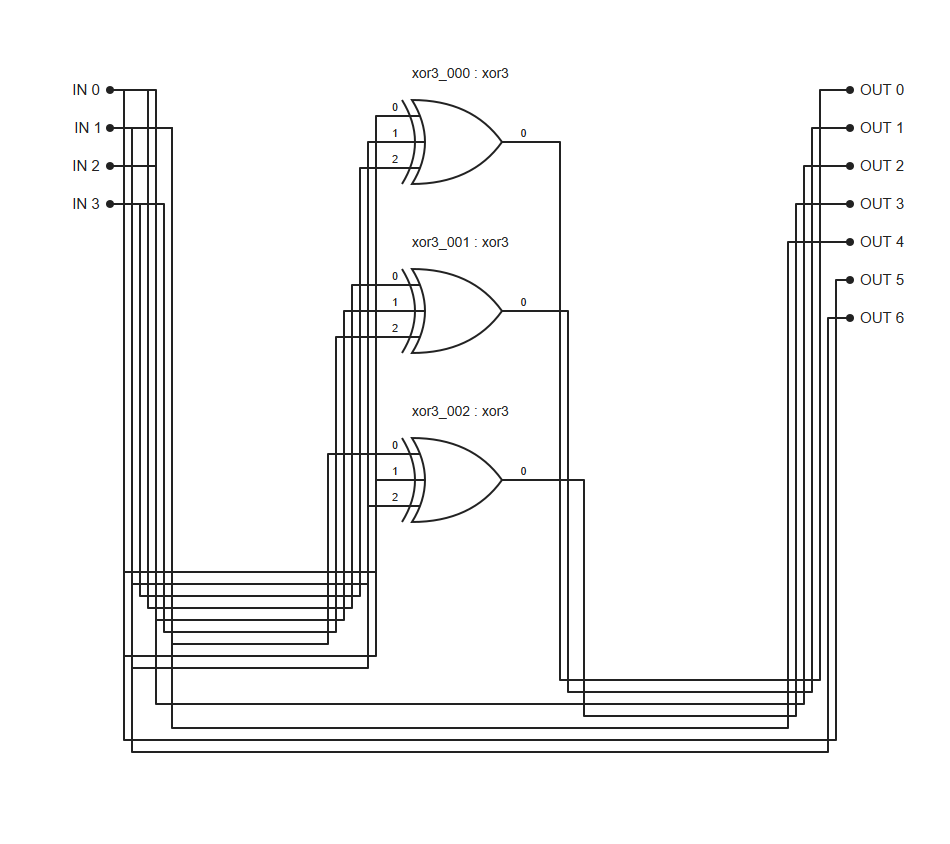 xor3_000 : xor3
IN 0
OUT 0
0
IN 1
OUT 1
1
0
2
IN 2
OUT 2
IN 3
OUT 3
xor3_001 : xor3
OUT 4
0
OUT 5
1
0
OUT 6
2
xor3_002 : xor3
0
1
0
2